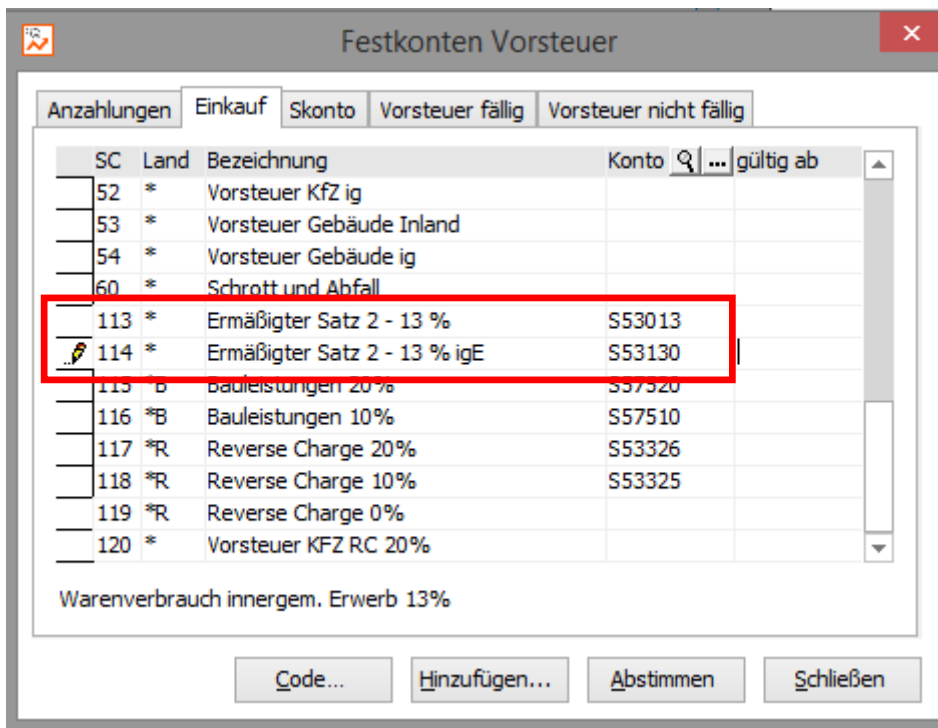 Festkonten Vorsteuer
Anzahlungen Einkauf Skonto Vorsteuer fällig Vorsteuer nicht fällig
SC Land Bezeichnung Konto ... gültig ab
52 * Vorsteuer KfZ ig
53 * Vorsteuer Gebäude Inland
54 * Vorsteuer Gebäude ig
60 * Schrott und Abfall
113 * Ermäßigter Satz 2 - 13 % S53013
114 * Ermäßigter Satz 2 - 13 % igE S53130
115 *B Bauleistungen 20% S57520
116 *B Bauleistungen 10% S57510
117 *R Reverse Charge 20% S53326
118 *R Reverse Charge 10% S53325
119 *R Reverse Charge 0%
120 * Vorsteuer KFZ RC 20%
Warenverbrauch innergem. Erwerb 13%
Code... Hinzufügen... Abstimmen Schließen